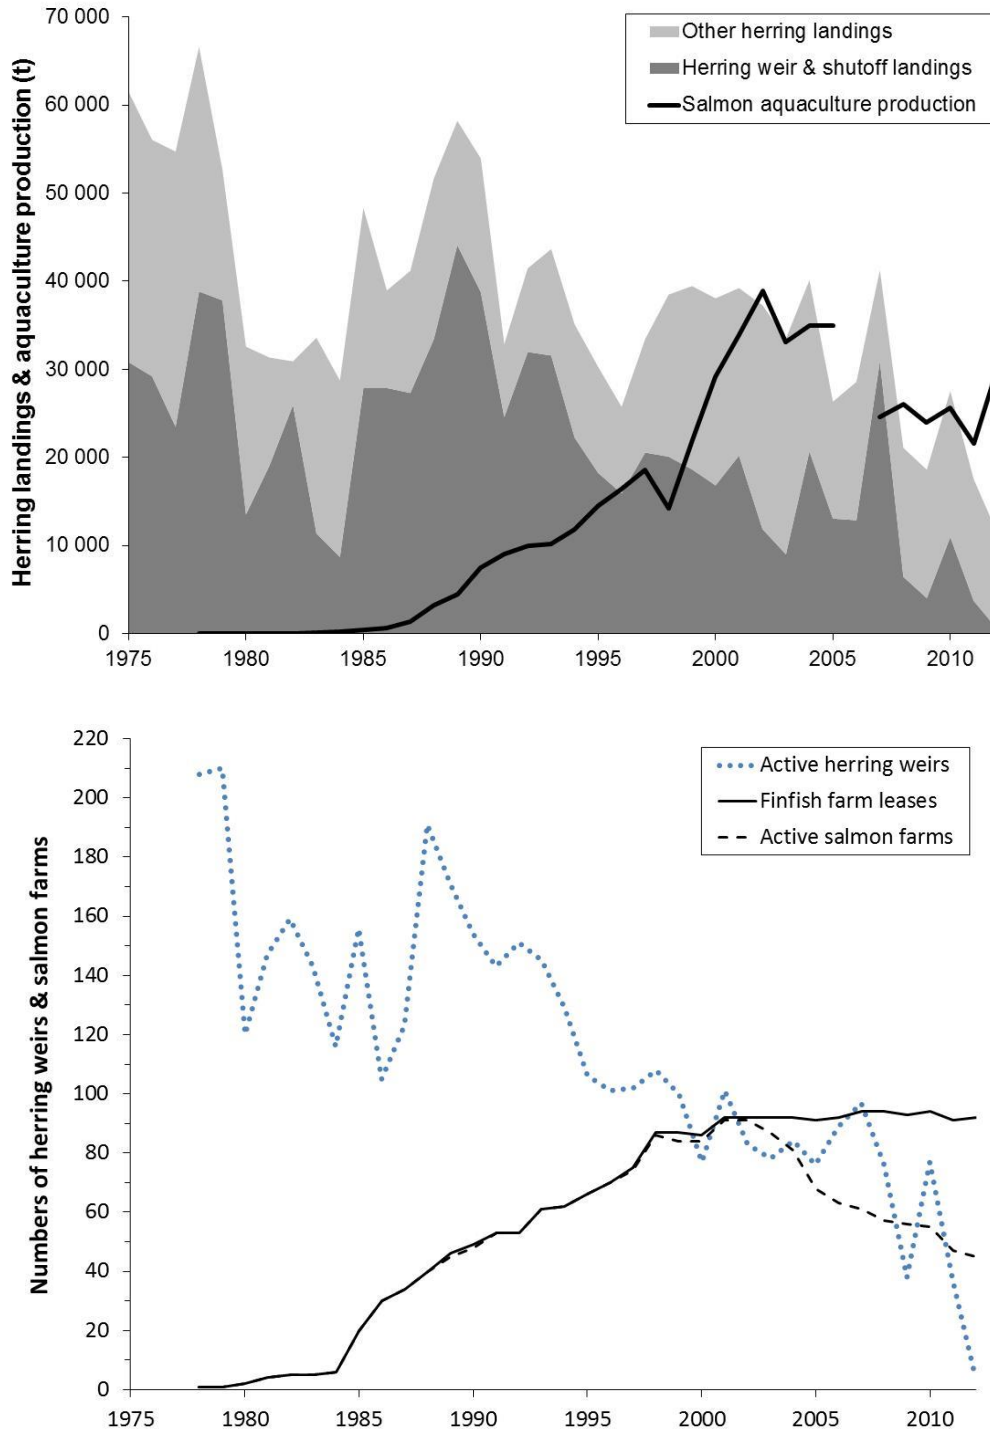 70 000
60 000
50 000
40 000
30 000
20 000
10 000
0
Herring landings & aquaculture production (t)
Other herring landings
Herring weir & shutoff landings
Salmon aquaculture production
1975 1980 1985 1990 1995 2000 2005 2010
220
200
180
160
140
120
100
80
60
40
20
0
Numbers of herring weirs & salmon farms
Active herring weirs
Finfish farm leases
Active salmon farms
1975 1980 1985 1990 1995 2000 2005 2010